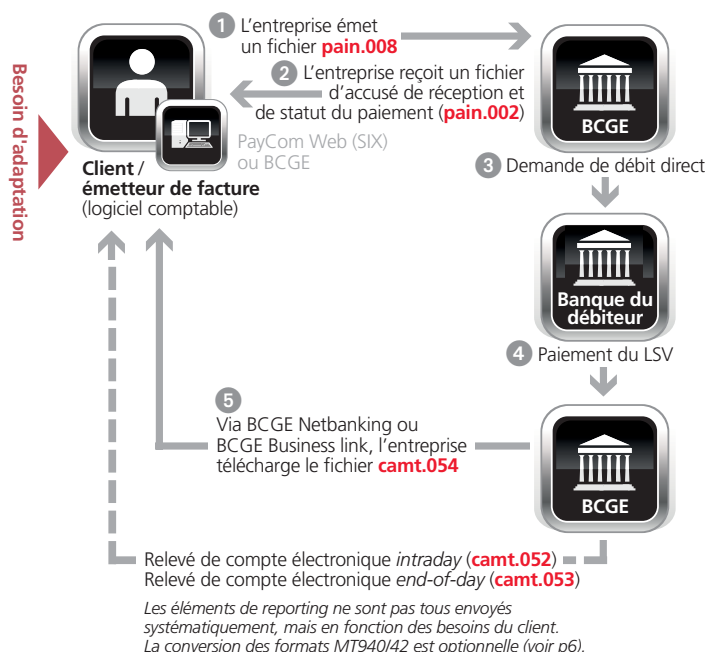 Besoin d'adaptation
1 L'entreprise émet
un fichier pain.008
2 L'entreprise reçoit un fichier
d'accusé de réception et
de statut du paiement (pain.002)
BCGE
PayCom Web (SIX)
ou BCGE
Client /
émetteur de facture
(logiciel comptable)
3 Demande de débit direct
Banque du
débiteur
4 Paiement du LSV
5
Via BCGE Netbanking ou
BCGE Business link, l'entreprise
télécharge le fichier camt.054
BCGE
Relevé de compte électronique intraday (camt.052)
Relevé de compte électronique end-of-day (camt.053)
Les éléments de reporting ne sont pas tous envoyés
systématiquement, mais en fonction des besoins du client.
La conversion des formats MT940/42 est optionnelle (voir p6).